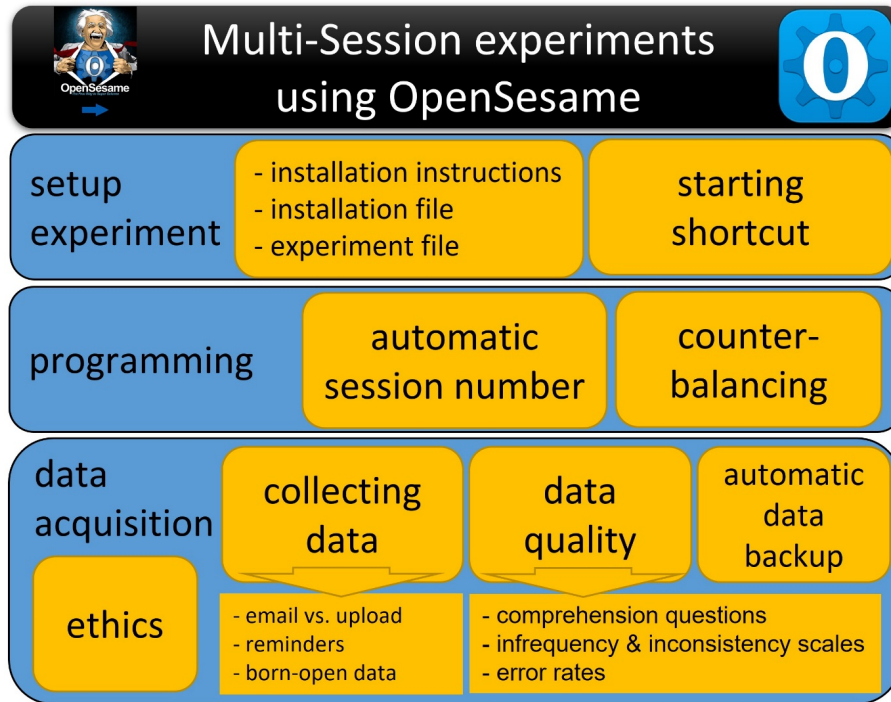 Multi-Session experiments
using OpenSesame
OpenSesame
setup
experiment
- installation instructions
- installation file
- experiment file
starting
shortcut
programming
automatic
session number
counter-
balancing
data
acquisition
collecting
data
data
quality
automatic
data
backup
ethics
- email vs. upload
- reminders
- born-open data
- comprehension questions
- infrequency & inconsistency scales
- error rates